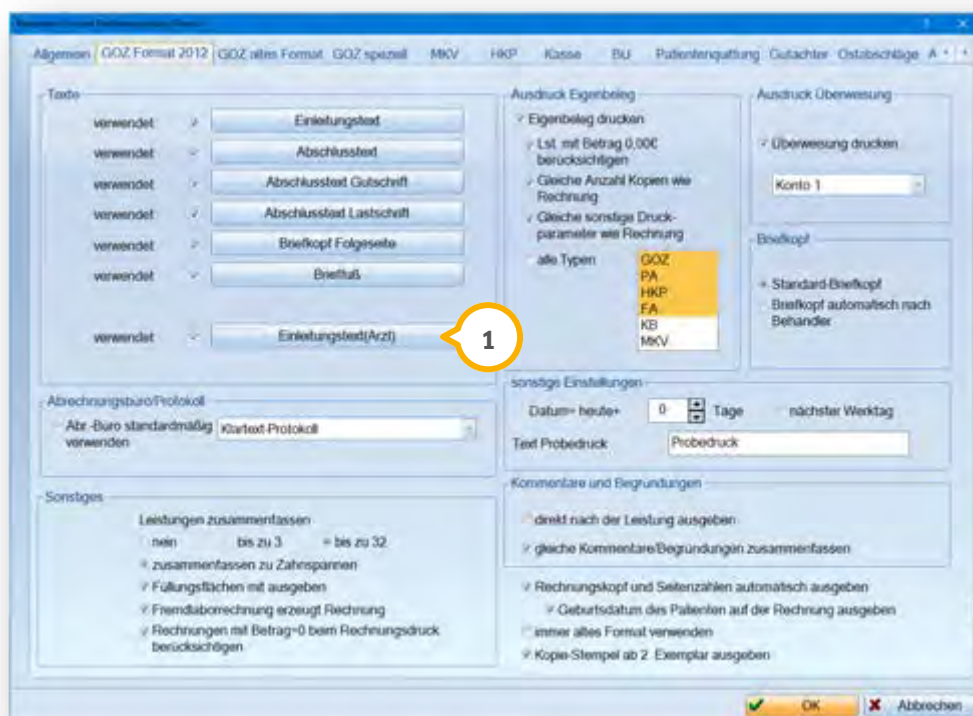 Allgemein GOZ Format 2012 GOZ altes Format GOZ speziell MKV HKP Kasse BU Patientenquittung Gutachter Ostabschläge A
Texte
verwendet Einleitungstext
verwendet Abschlusstext
verwendet Abschlusstext Gutschrift
verwendet Abschlusstext Lastschrift
verwendet Briefkopf Folgeseite
verwendet Brieffuß
verwendet Einleitungstext(Arzt)
1
Abrechnungsbüro/Protokoll
Abr.-Büro standardmäßig verwenden Klartext-Protokoll
Sonstiges
Leistungen zusammenfassen
nein bis zu 3 bis zu 32
zusammenfassen zu Zahnspannen
Füllungsflächen mit ausgeben
Fremdlaborrechnung erzeugt Rechnung
Rechnungen mit Betrag=0 beim Rechnungsdruck
berücksichtigen
Ausdruck Eigenbeleg
Eigenbeleg drucken
Lst. mit Betrag 0,00€
berücksichtigen
Gleiche Anzahl Kopien wie
Rechnung
Gleiche sonstige Druck-
parameter wie Rechnung
alle Typen GOZ
PA
HKP
FA
KB
MKV
Ausdruck Überweisung
Überweisung drucken
Konto 1
Briefkopf
Standard-Briefkopf
Briefkopf automatisch nach
Behandler
sonstige Einstellungen
Datum= heute+ 0 Tage nächster Werktag
Text Probedruck Probedruck
Kommentare und Begründungen
direkt nach der Leistung ausgeben
gleiche Kommentare/Begründungen zusammenfassen
Rechnungskopf und Seitenzahlen automatisch ausgeben
Geburtsdatum des Patienten auf der Rechnung ausgeben
immer altes Format verwenden
Kopie-Stempel ab 2. Exemplar ausgeben
OK Abbrechen